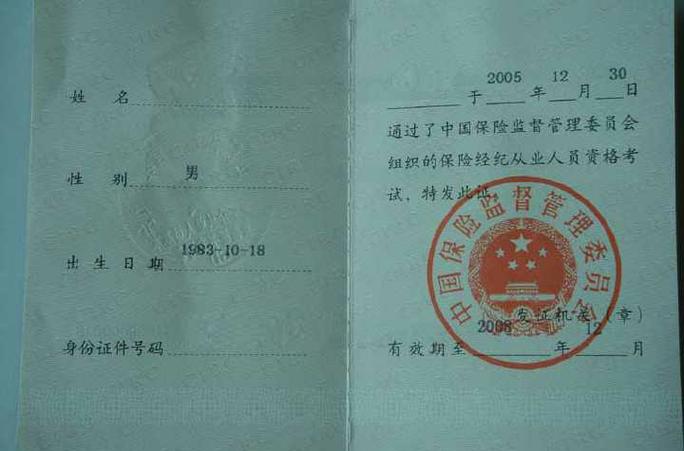 姓 名
性 别 男
出生日期 1983-10-18
身份证件号码
于 2005 年 12 月 30 日
通过了中国保险监督管理委员会
组织的保险经纪从业人员资格考
试，特发此证。
中国保险监督管理委员会
发证机关（章）
有效期至 2008 年 12 月